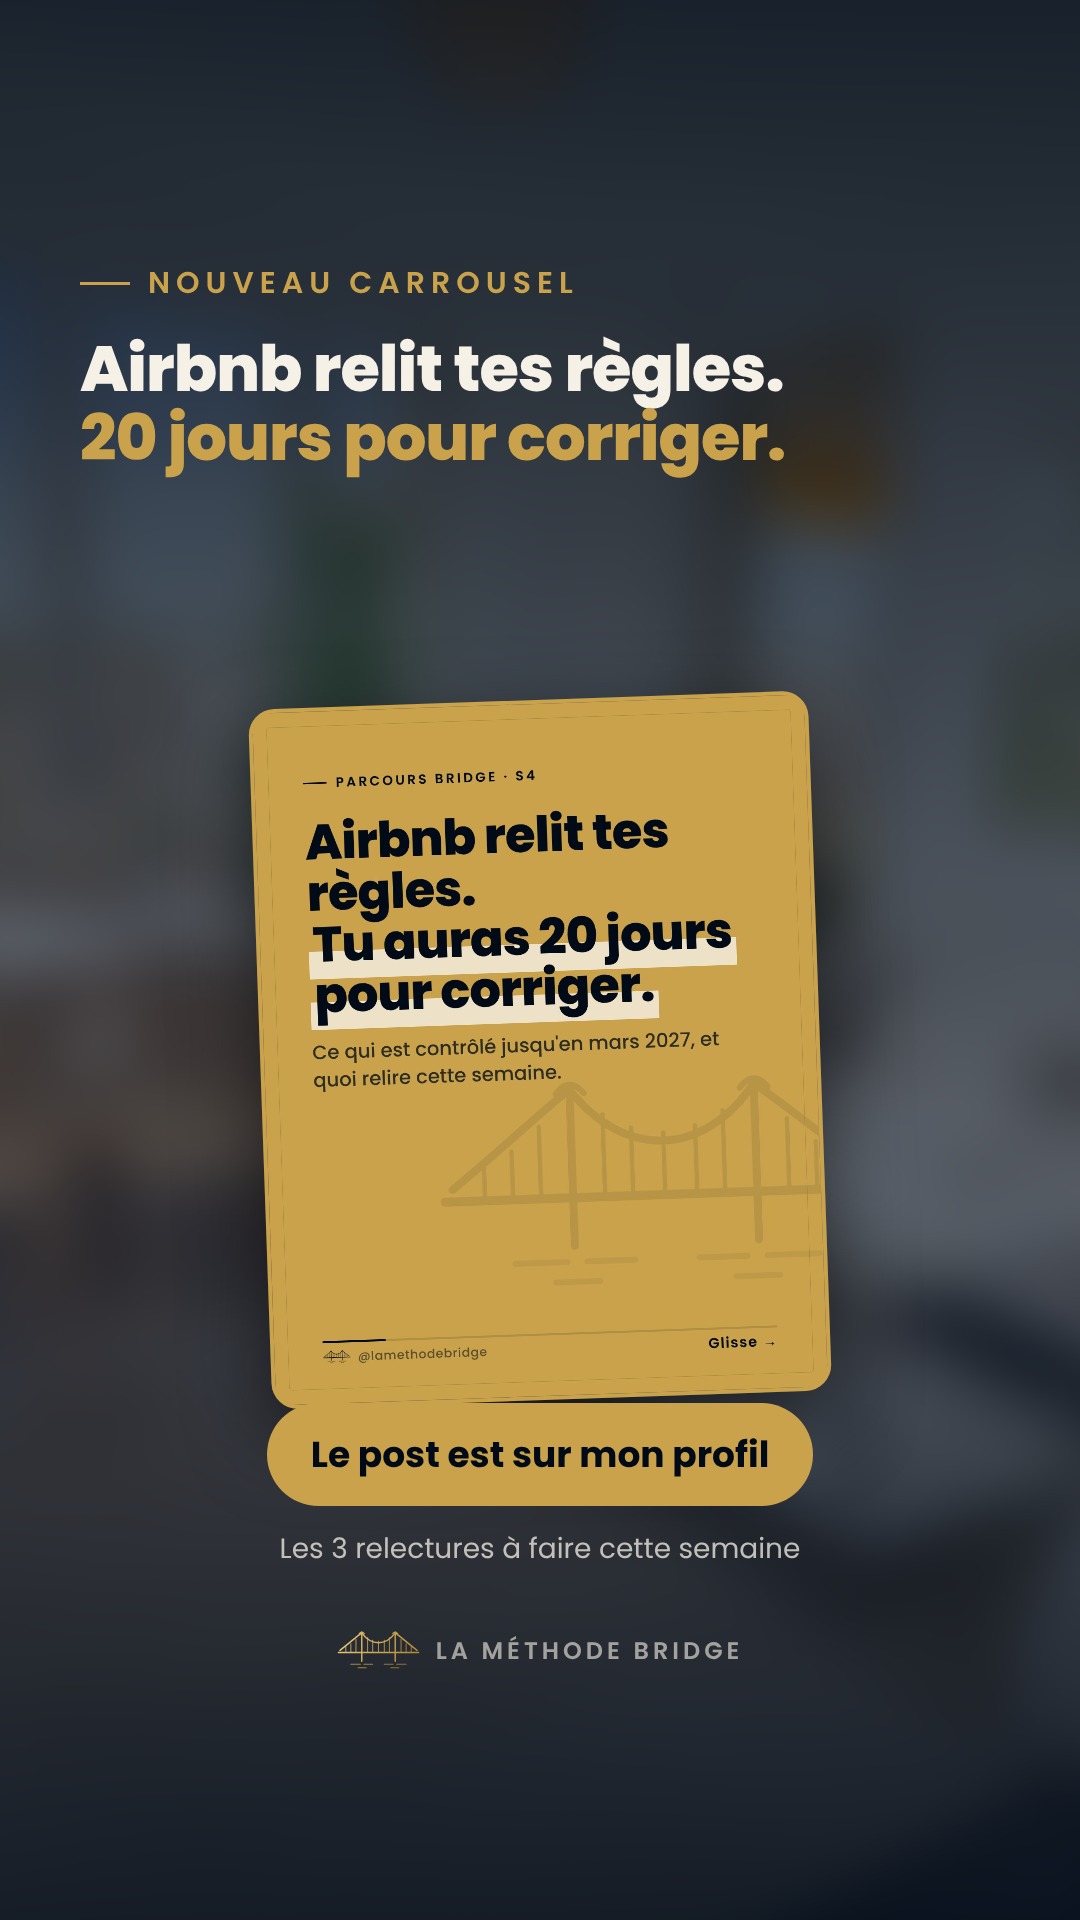 NOUVEAU CARROUSEL
Airbnb relit tes règles.
20 jours pour corriger.
PARCOURS BRIDGE · S4
Airbnb relit tes
règles.
Tu auras 20 jours
pour corriger.
Ce qui est contrôlé jusqu'en mars 2027, et
quoi relire cette semaine.
@lamethodebridge
Glisse →
Le post est sur mon profil
Les 3 relectures à faire cette semaine
LA MÉTHODE BRIDGE